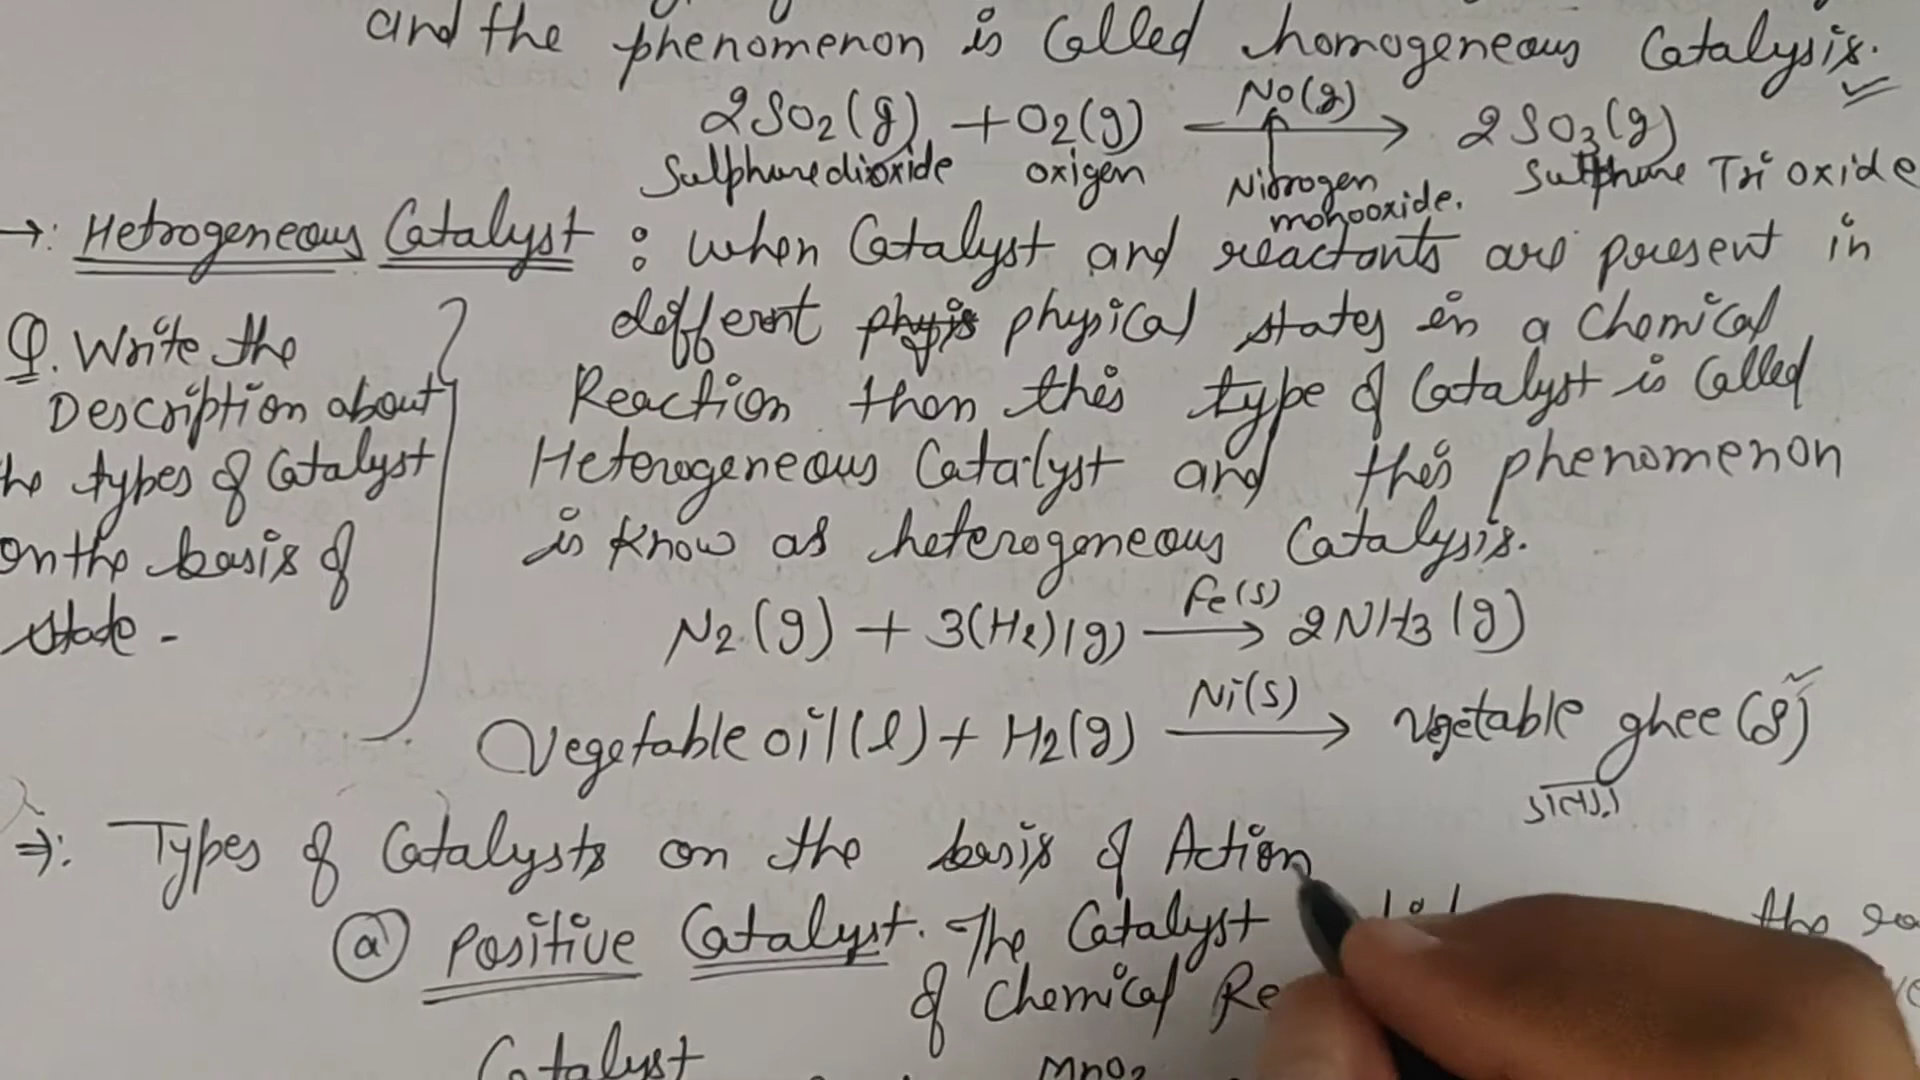 and the phenomenon is Called homogeneous Catalysis.
2SO2(g) + O2(g) NO(g) → 2SO3(g)
Sulphuredioxide oxigen Nitrogen monooxide. Sulphure Tri oxide
→: Hetrogeneous Catalyst : when Catalyst and reactants are present in
different physical states in a Chemical
Reaction then this type of Catalyst is Called
Heterogeneous Catalyst and this phenomenon
is Know as heterogeneous Catalysis.
Q. Write the
Description about
the types of Catalyst
on the basis of
state -
N2(g) + 3(H2)(g) Fe(s) → 2NH3(g)
Vegetable oil(l) + H2(g) Ni(s) → Vegetable ghee (s)
⇒: Types of Catalysts on the basis of Action
(a) Positive Catalyst. The Catalyst the
of Chemical Re
Catalyst
MnO2